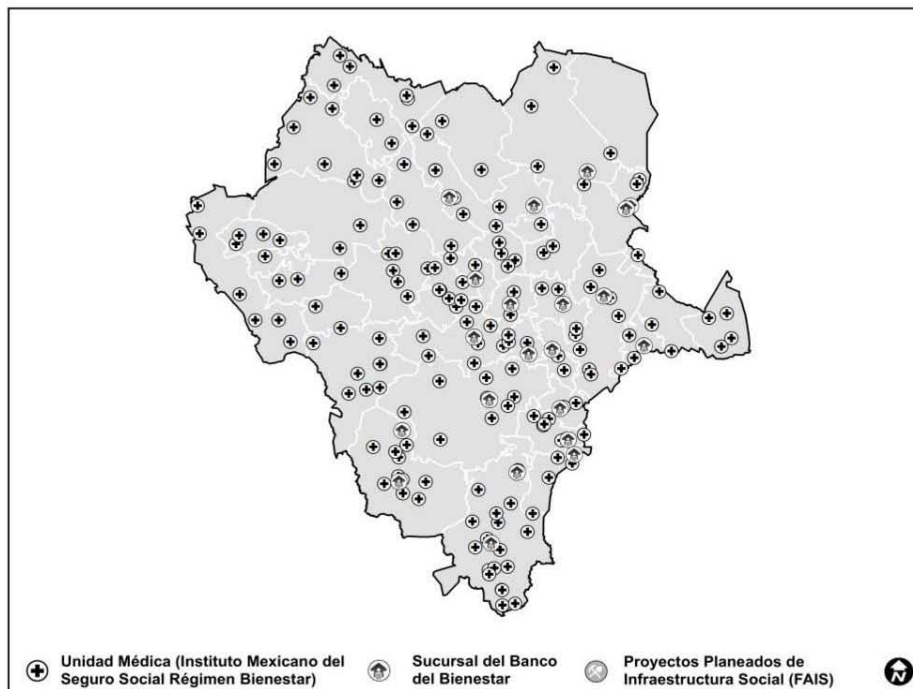 Unidad Médica (Instituto Mexicano del
Seguro Social Régimen Bienestar)
Sucursal del Banco
del Bienestar
Proyectos Planeados de
Infraestructura Social (FAIS)
N